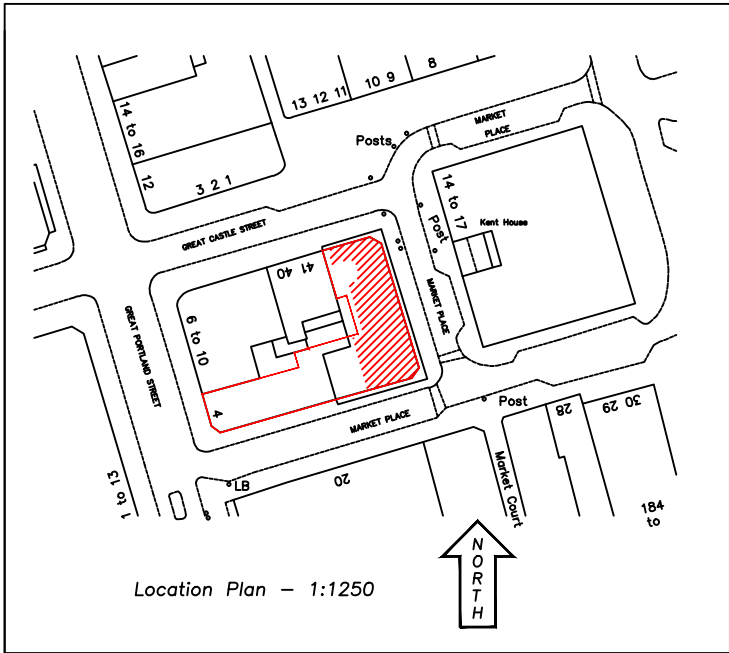 8
10 9
13 12 11
14 to 16
12
3 2 1
Posts
MARKET
PLACE
14 to 17
Kent House
Post
GREAT CASTLE STREET
41 40
MARKET PLACE
6 to 10
GREAT PORTLAND STREET
4
MARKET PLACE
Post
28
30 29
1 to 13
LB
20
Market Court
184
to
NORTH
Location Plan - 1:1250